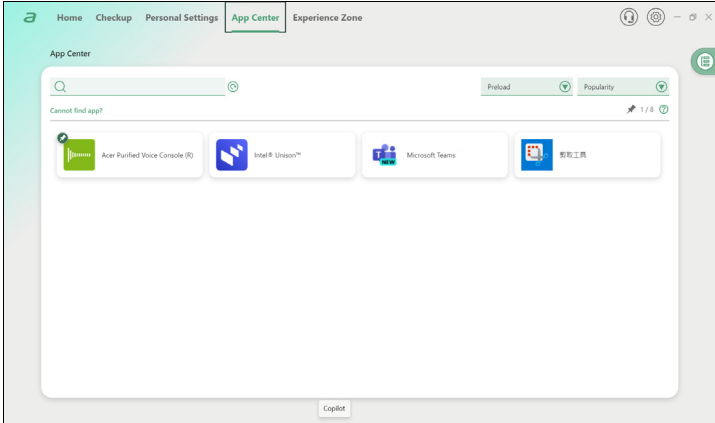 a Home Checkup Personal Settings App Center Experience Zone
App Center
Preload Popularity
Cannot find app? 1 / 8
Acer Purified Voice Console (R) Intel® Unison™ Microsoft Teams 剪取工具
NEW
Copilot